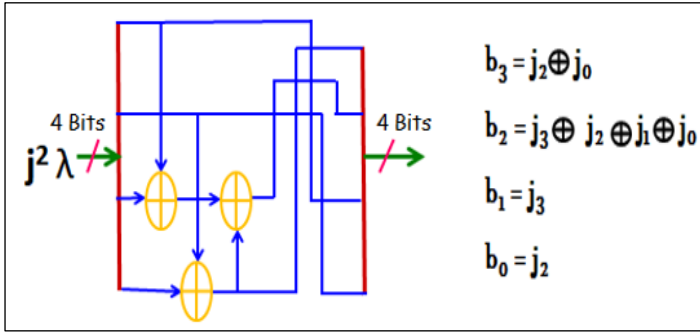 4 Bits
j² λ
4 Bits
b₃ = j₂⊕j₀
b₂ = j₃⊕ j₂ ⊕j₁⊕j₀
b₁ = j₃
b₀ = j₂